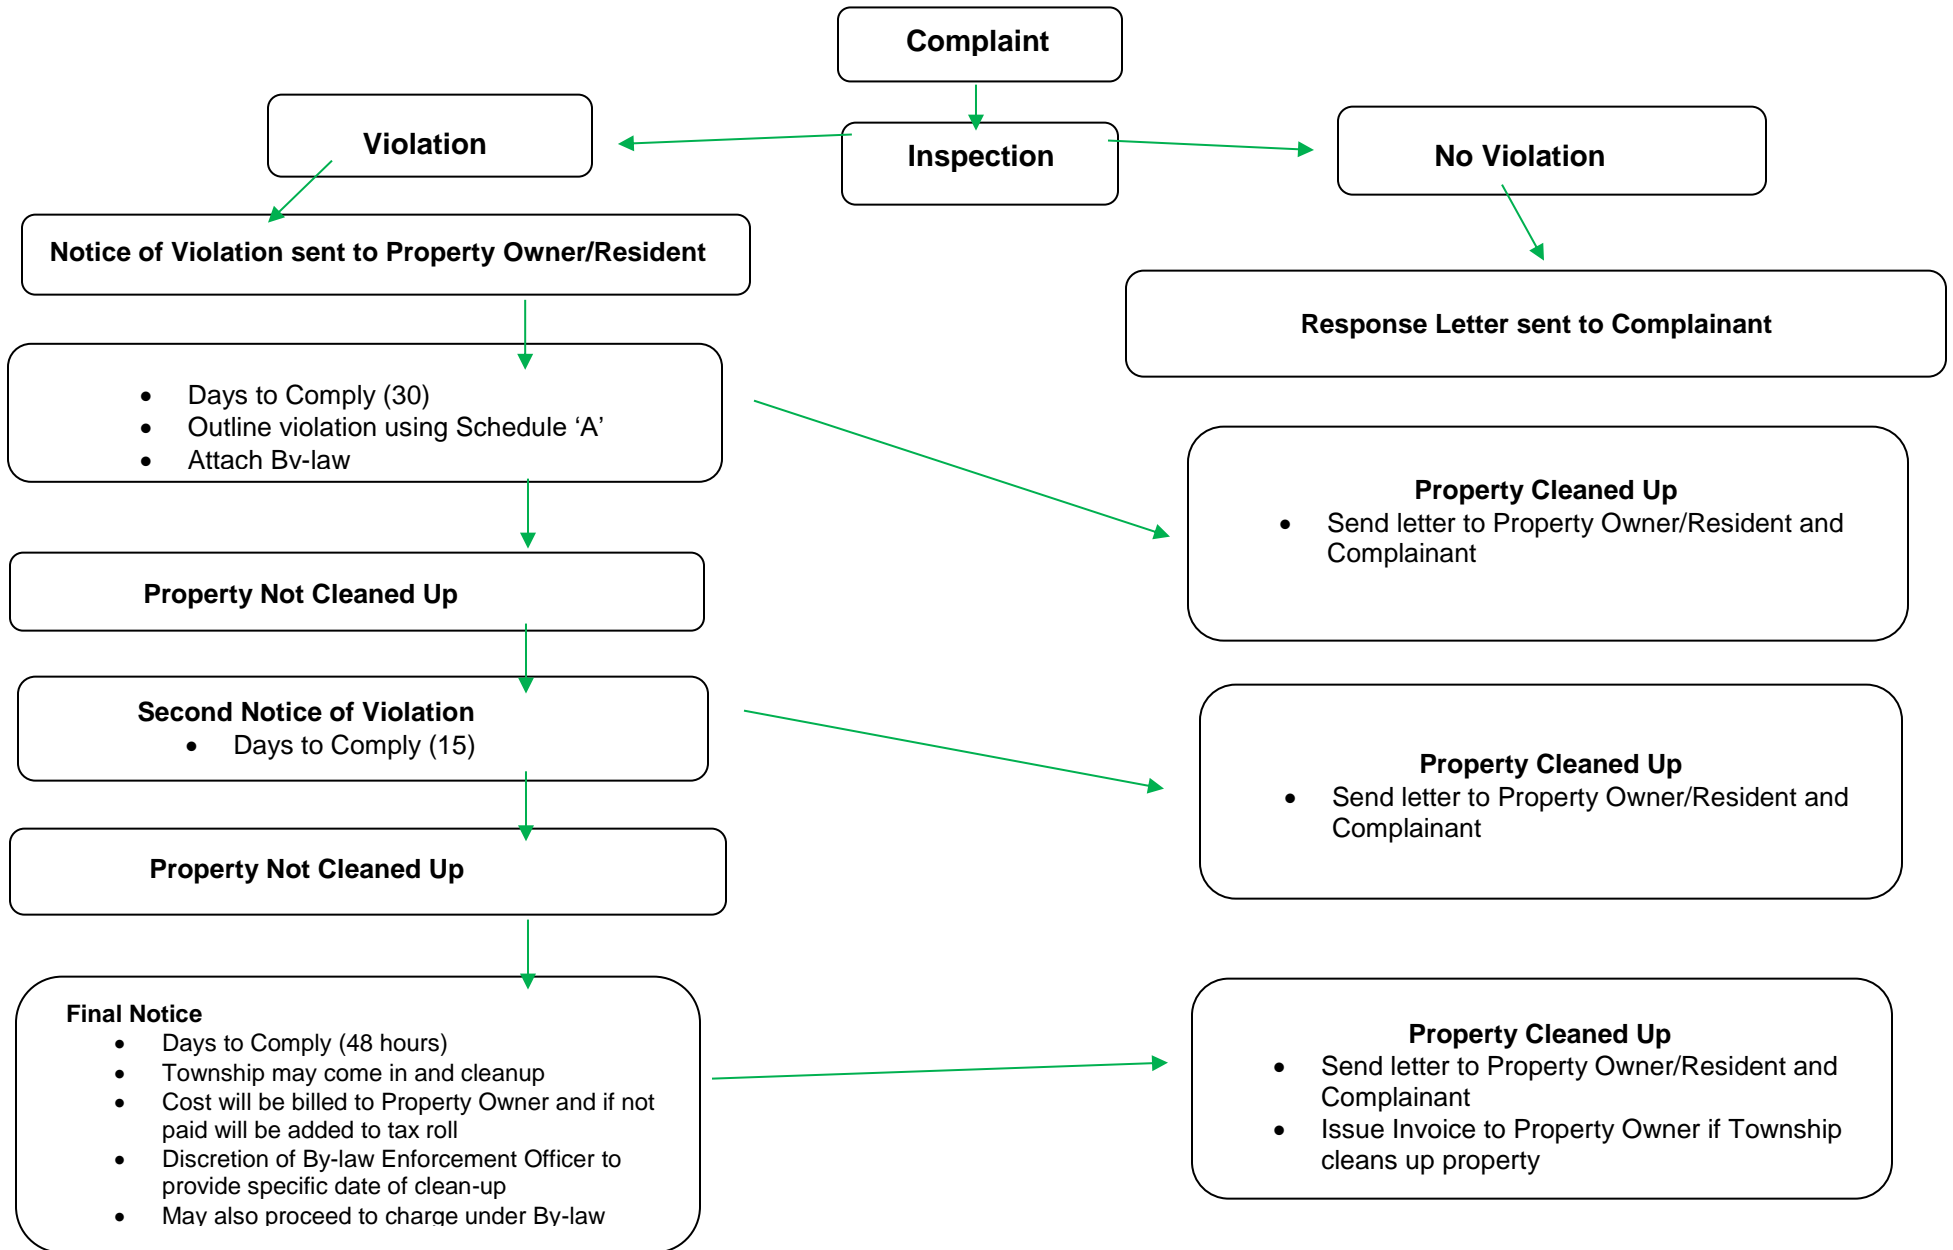 Complaint
Violation
Inspection
No Violation
Notice of Violation sent to Property Owner/Resident
Response Letter sent to Complainant
• Days to Comply (30)
• Outline violation using Schedule ‘A’
• Attach By-law
Property Cleaned Up
• Send letter to Property Owner/Resident and
Complainant
Property Not Cleaned Up
Second Notice of Violation
• Days to Comply (15)
Property Cleaned Up
• Send letter to Property Owner/Resident and
Complainant
Property Not Cleaned Up
Final Notice
• Days to Comply (48 hours)
• Township may come in and cleanup
• Cost will be billed to Property Owner and if not
paid will be added to tax roll
• Discretion of By-law Enforcement Officer to
provide specific date of clean-up
• May also proceed to charge under By-law
Property Cleaned Up
• Send letter to Property Owner/Resident and
Complainant
• Issue Invoice to Property Owner if Township
cleans up property